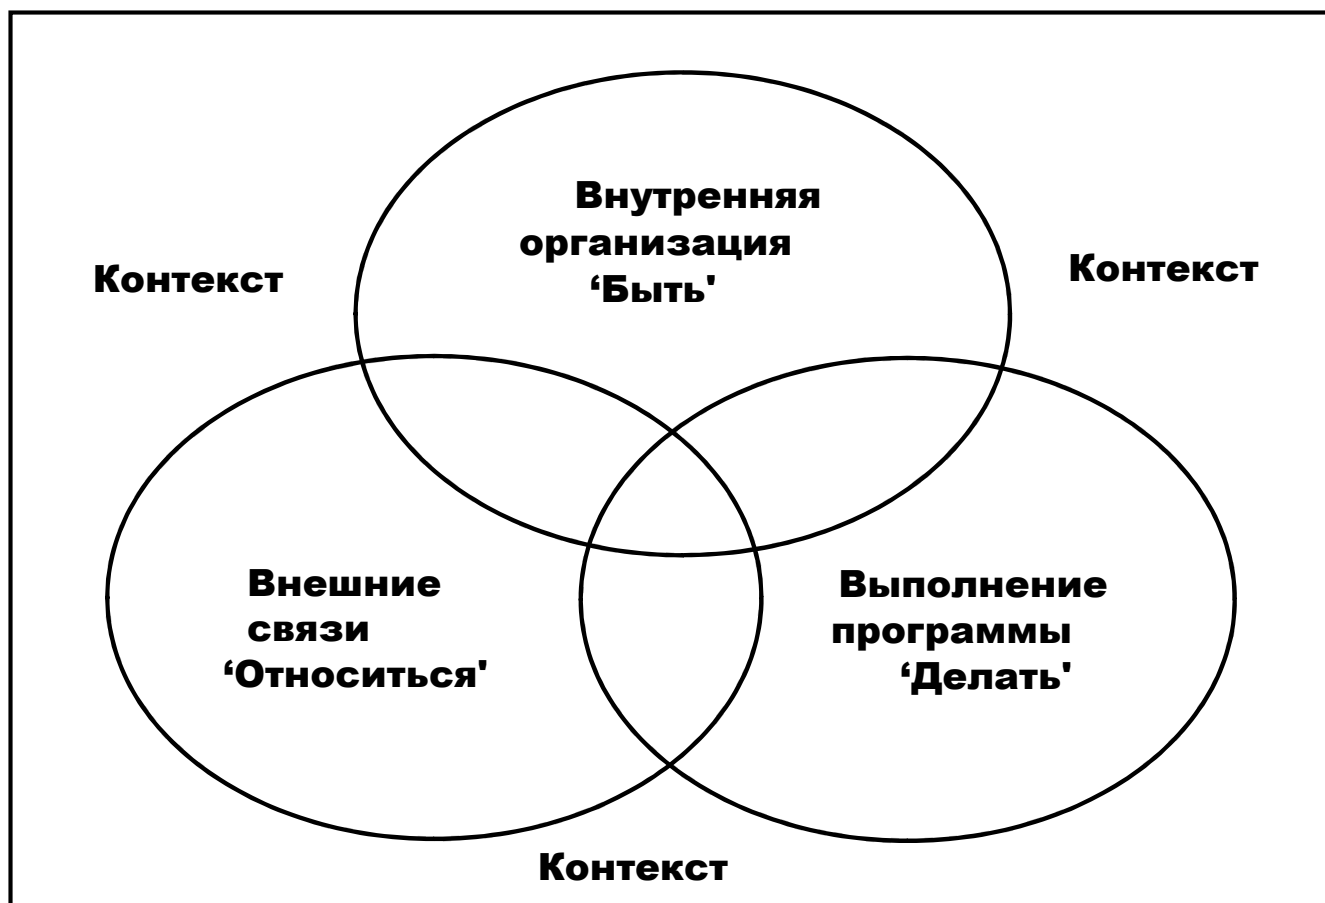 Внутренняя
организация
‘Быть'
Контекст
Контекст
Внешние
связи
‘Относиться'
Выполнение
программы
‘Делать'
Контекст